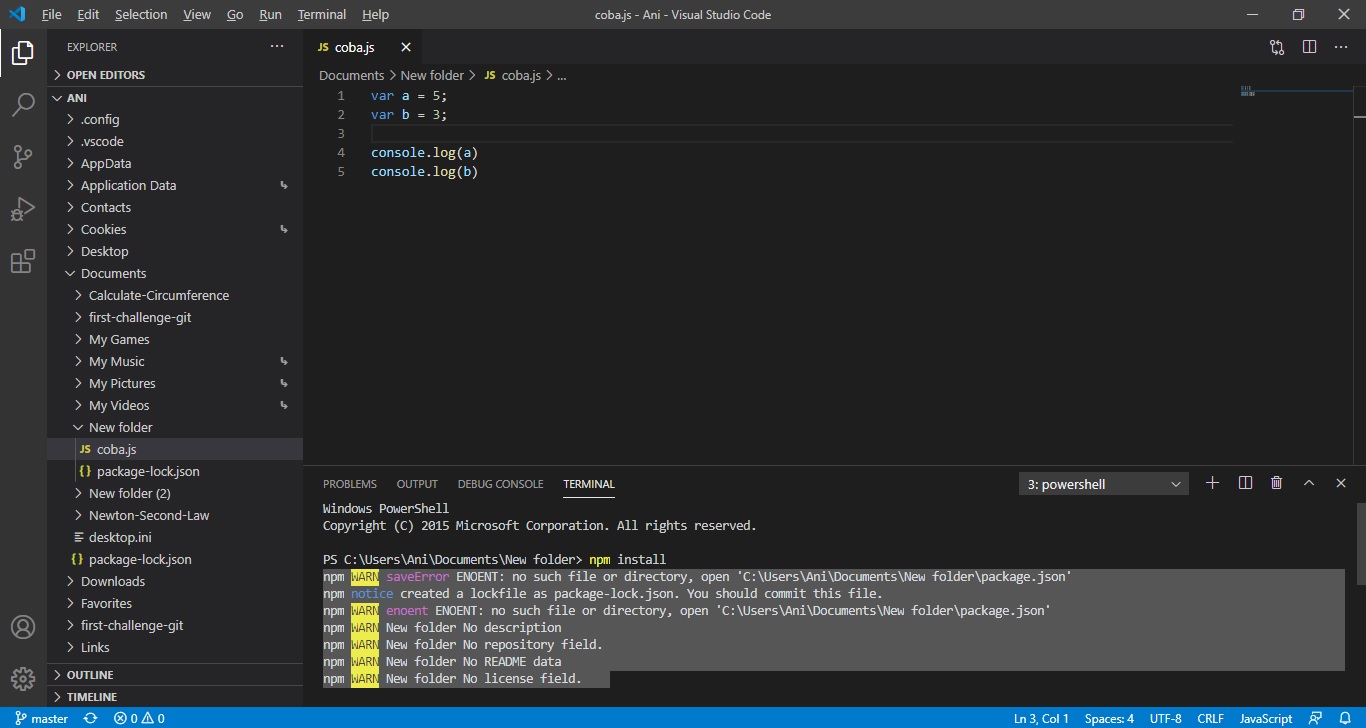 File Edit Selection View Go Run Terminal Help coba.js - Ani - Visual Studio Code
EXPLORER
OPEN EDITORS
ANI
.config
.vscode
AppData
Application Data
Contacts
Cookies
Desktop
Documents
Calculate-Circumference
first-challenge-git
My Games
My Music
My Pictures
My Videos
New folder
JS coba.js
{} package-lock.json
New folder (2)
Newton-Second-Law
desktop.ini
{} package-lock.json
Downloads
Favorites
first-challenge-git
Links
OUTLINE
TIMELINE
JS coba.js
Documents > New folder > JS coba.js > ...
1 var a = 5;
2 var b = 3;
3
4 console.log(a)
5 console.log(b)
PROBLEMS OUTPUT DEBUG CONSOLE TERMINAL 3: powershell
Windows PowerShell
Copyright (C) 2015 Microsoft Corporation. All rights reserved.
PS C:\Users\Ani\Documents\New folder> npm install
npm WARN saveError ENOENT: no such file or directory, open 'C:\Users\Ani\Documents\New folder\package.json'
npm notice created a lockfile as package-lock.json. You should commit this file.
npm WARN enoent ENOENT: no such file or directory, open 'C:\Users\Ani\Documents\New folder\package.json'
npm WARN New folder No description
npm WARN New folder No repository field.
npm WARN New folder No README data
npm WARN New folder No license field.
master 0 0 Ln 3, Col 1 Spaces: 4 UTF-8 CRLF JavaScript